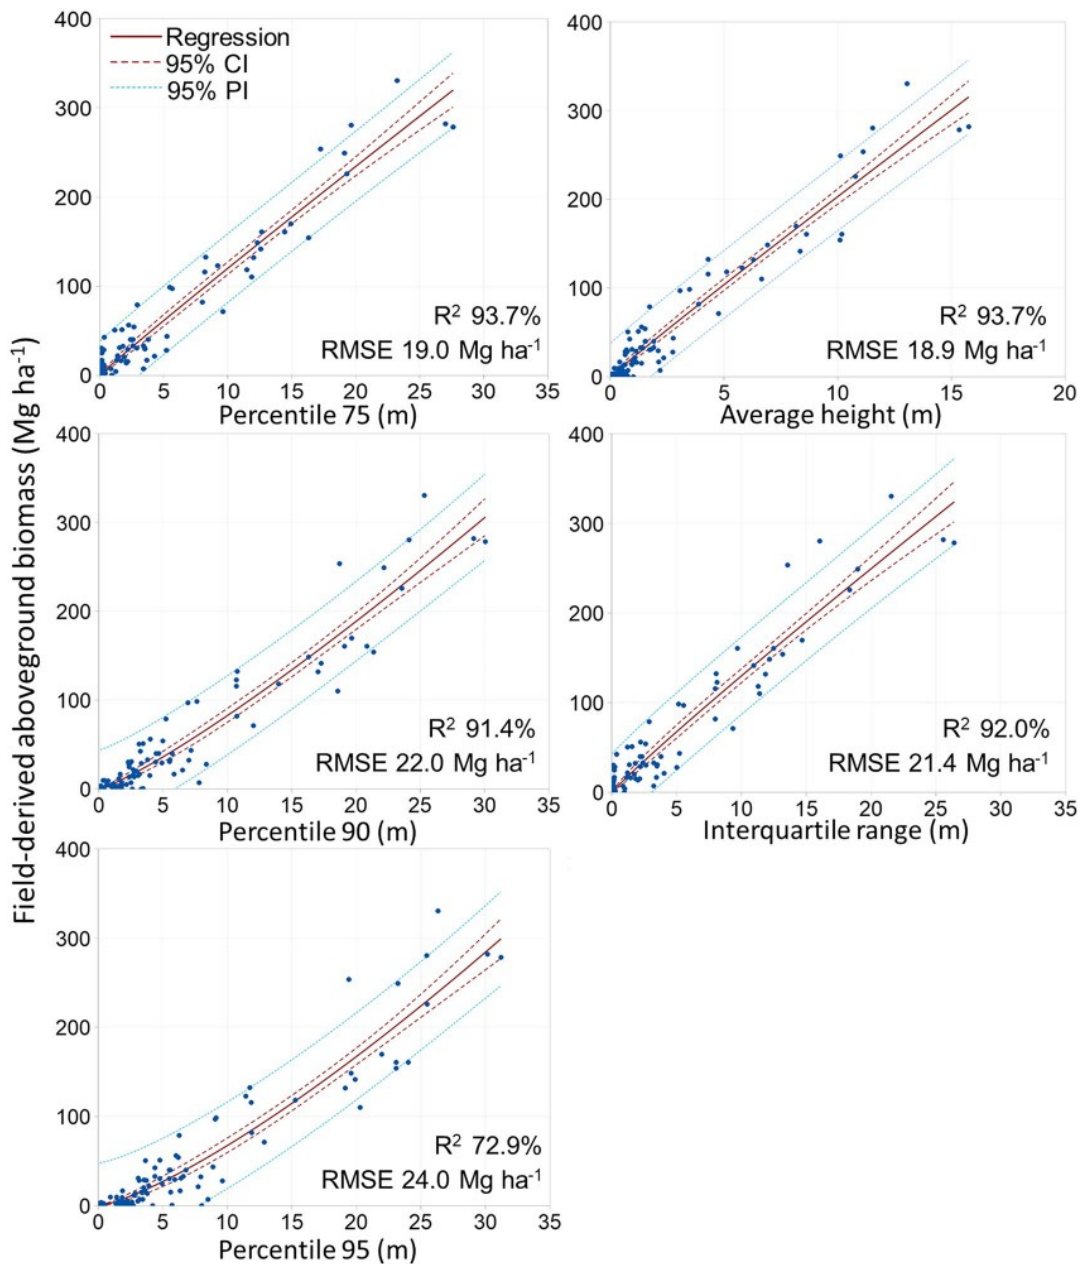 Field-derived aboveground biomass (Mg ha⁻¹)
400
300
200
100
0
Regression
95% CI
95% PI
R² 93.7%
RMSE 19.0 Mg ha⁻¹
0 5 10 15 20 25 30 35
Percentile 75 (m)
400
300
200
100
0
R² 93.7%
RMSE 18.9 Mg ha⁻¹
0 5 10 15 20
Average height (m)
400
300
200
100
0
R² 91.4%
RMSE 22.0 Mg ha⁻¹
0 5 10 15 20 25 30 35
Percentile 90 (m)
400
300
200
100
0
R² 92.0%
RMSE 21.4 Mg ha⁻¹
0 5 10 15 20 25 30 35
Interquartile range (m)
400
300
200
100
0
R² 72.9%
RMSE 24.0 Mg ha⁻¹
0 5 10 15 20 25 30 35
Percentile 95 (m)